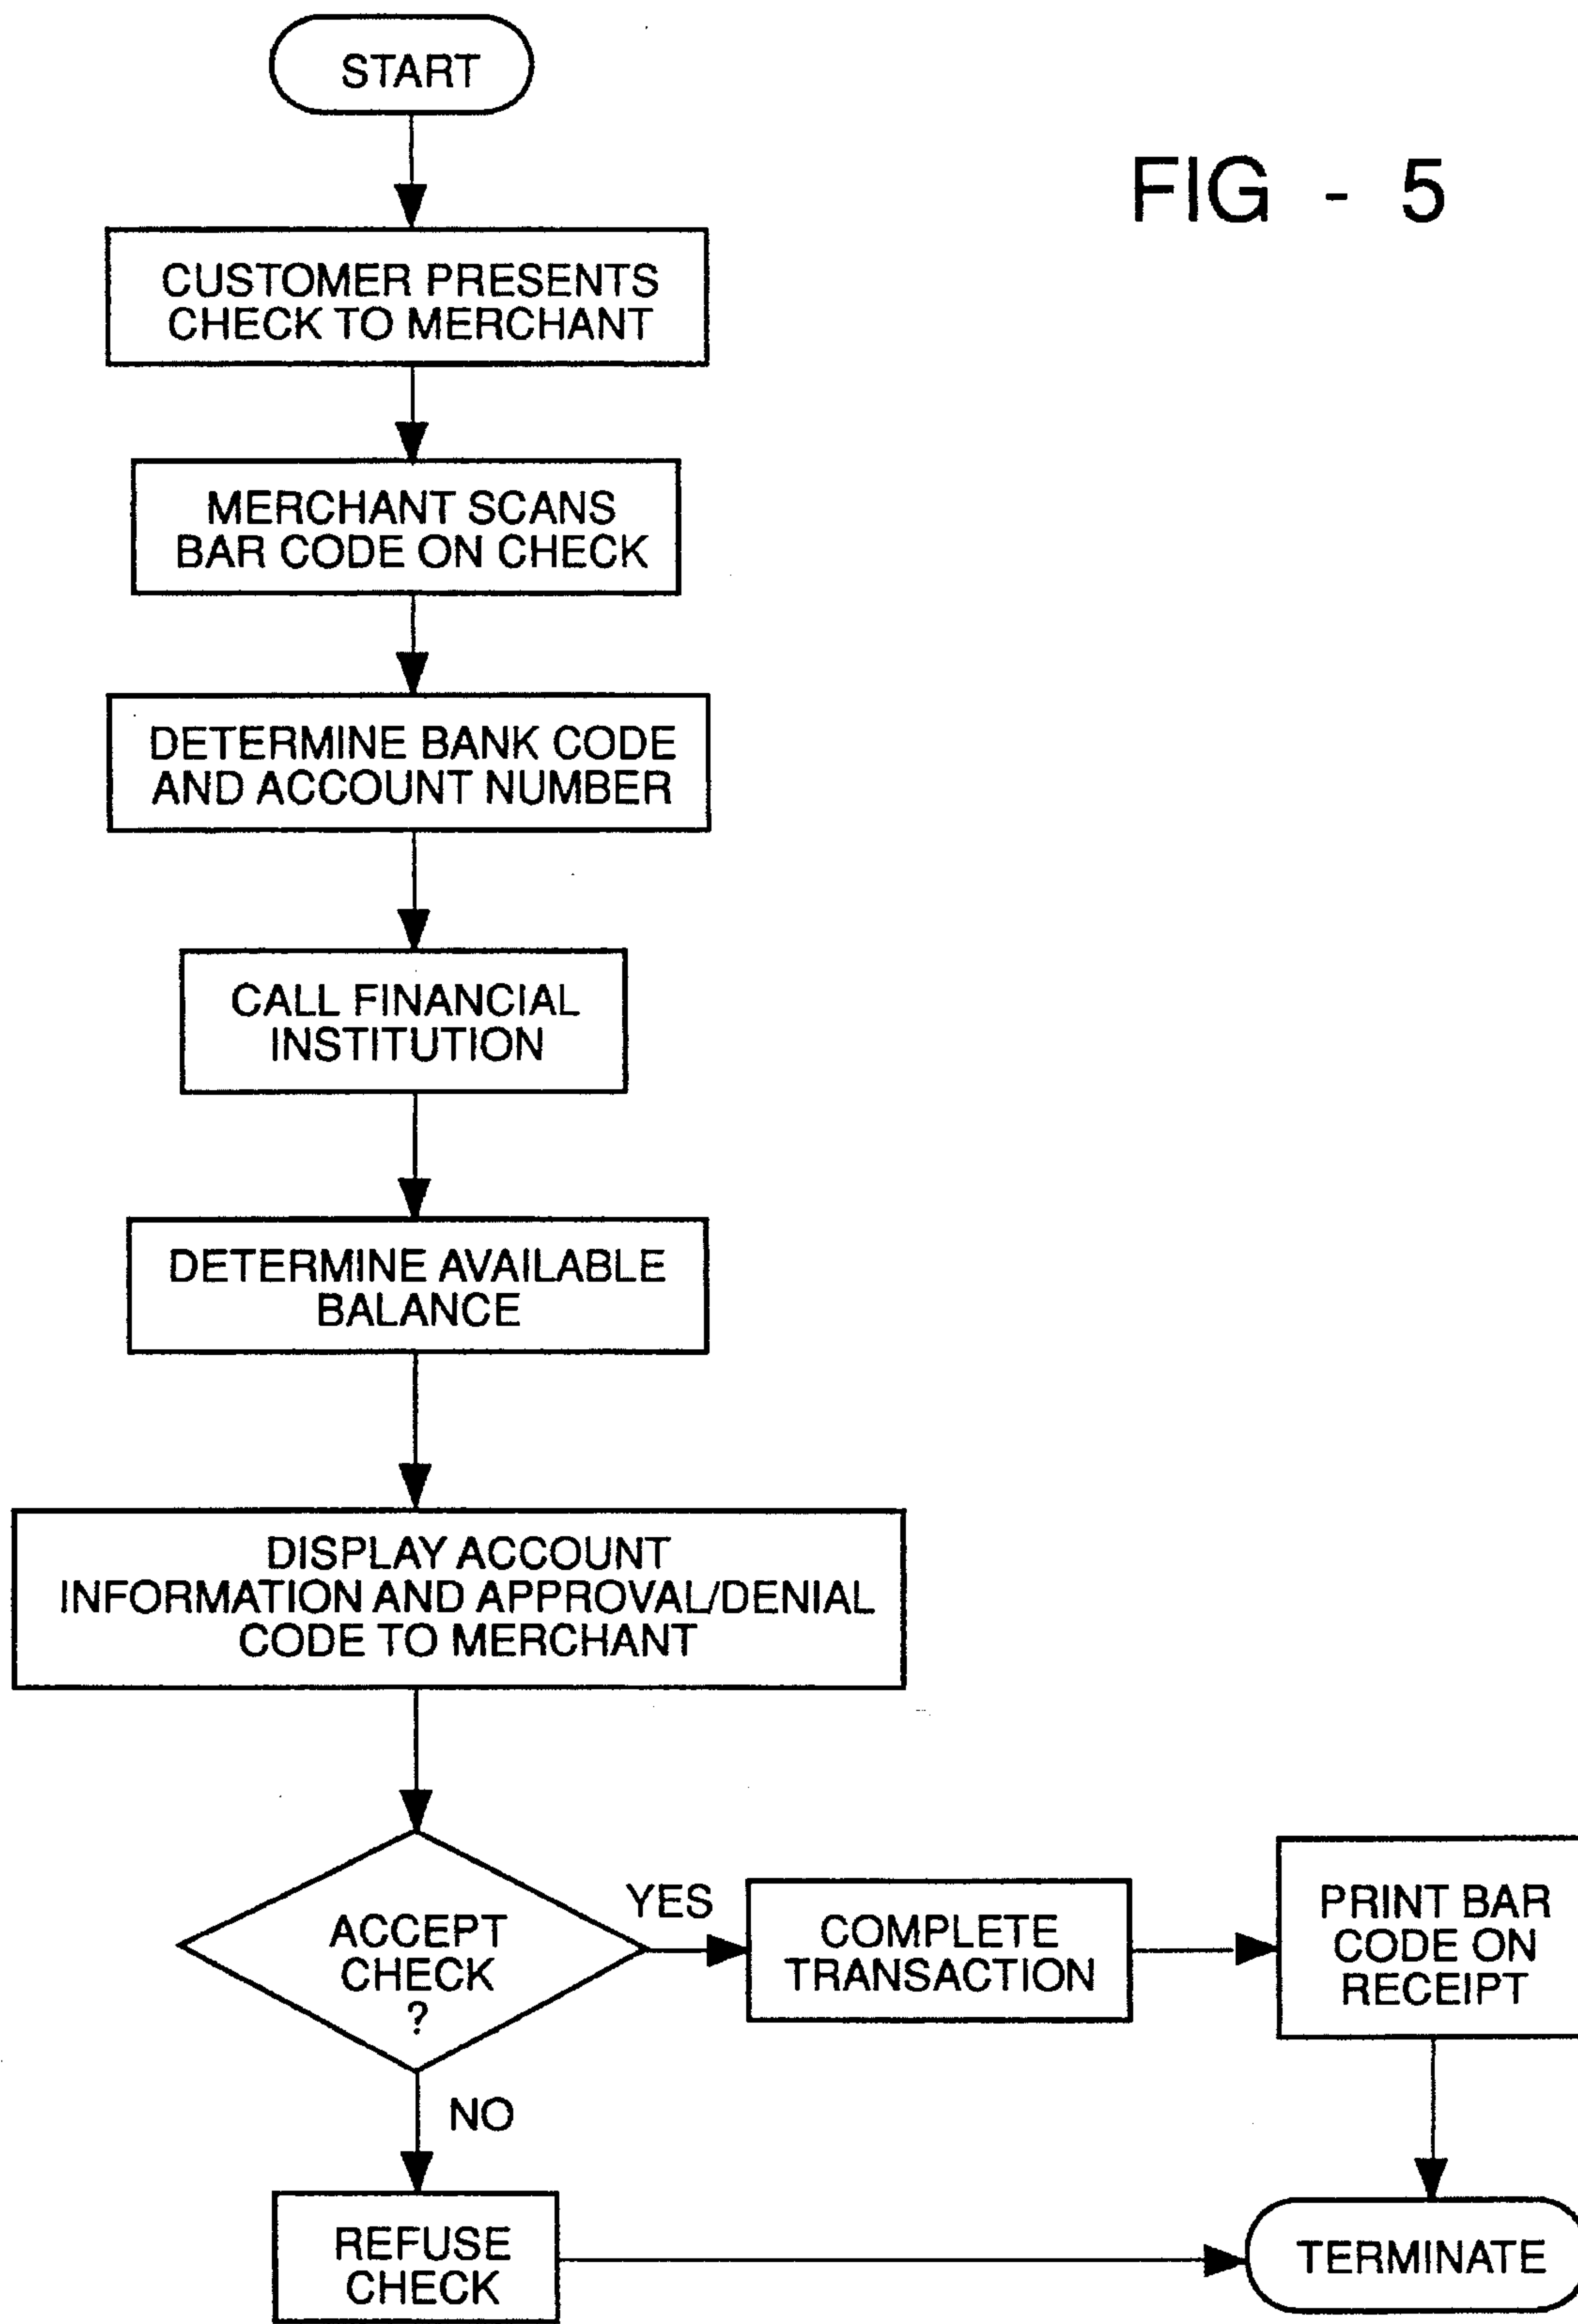 START
FIG - 5
CUSTOMER PRESENTS
CHECK TO MERCHANT
MERCHANT SCANS
BAR CODE ON CHECK
DETERMINE BANK CODE
AND ACCOUNT NUMBER
CALL FINANCIAL
INSTITUTION
DETERMINE AVAILABLE
BALANCE
DISPLAY ACCOUNT
INFORMATION AND APPROVAL/DENIAL
CODE TO MERCHANT
ACCEPT
CHECK
?
YES
COMPLETE
TRANSACTION
PRINT BAR
CODE ON
RECEIPT
NO
REFUSE
CHECK
TERMINATE